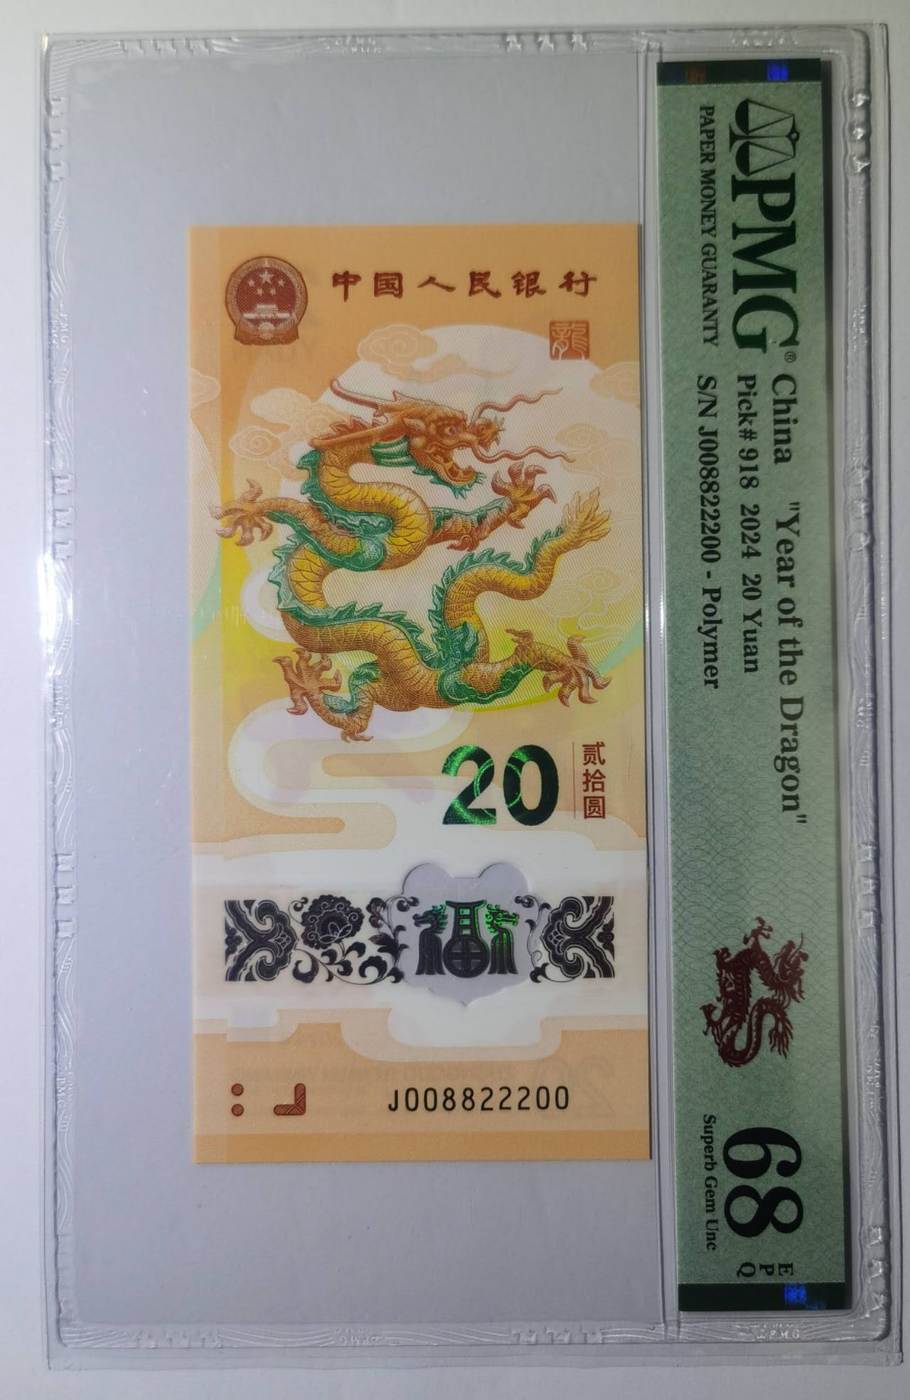 中国人民银行
龍
20
贰拾圆
J008822200
PMG®
PAPER MONEY GUARANTY
China "Year of the Dragon"
Pick# 918 2024 20 Yuan
S/N J008822200 - Polymer
68 EPQ
Superb Gem Unc